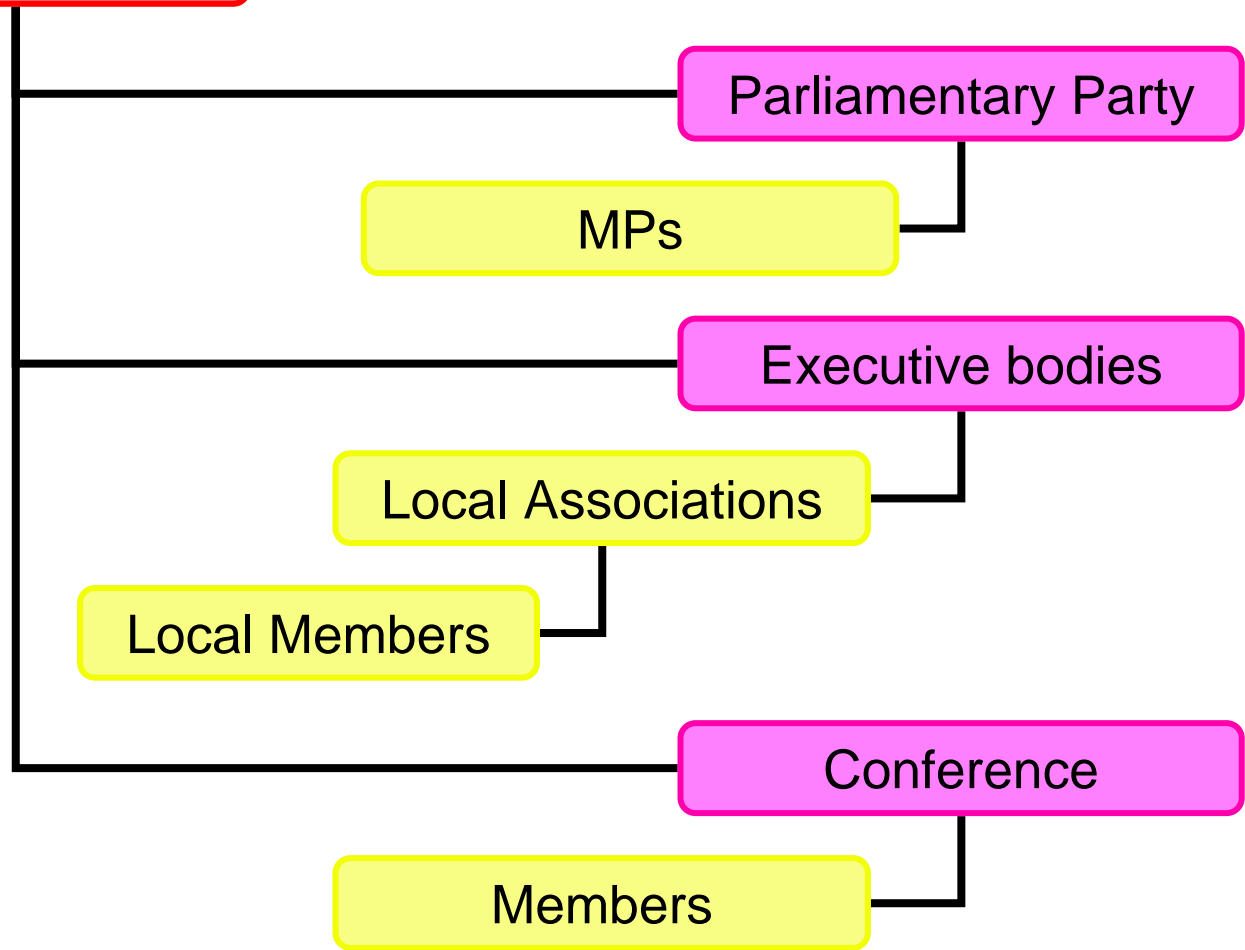 Parliamentary Party
MPs
Executive bodies
Local Associations
Local Members
Conference
Members